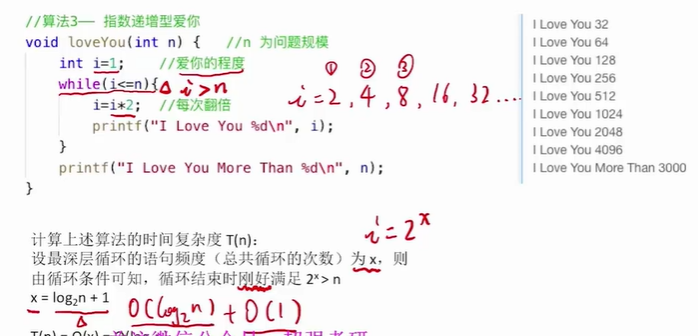 //算法3—— 指数递增型爱你
void loveYou(int n) {   //n 为问题规模
int i=1;   //爱你的程度
while(i<=n){ i>n
i=i*2;   //每次翻倍
printf("I Love You %d\n", i);
}
printf("I Love You More Than %d\n", n);
}
① ② ③
i=2, 4, 8, 16, 32 ....
I Love You 32
I Love You 64
I Love You 128
I Love You 256
I Love You 512
I Love You 1024
I Love You 2048
I Love You 4096
I Love You More Than 3000
i=2ˣ
计算上述算法的时间复杂度 T(n)：
设最深层循环的语句频度（总共循环的次数）为 x，则
由循环条件可知，循环结束时刚好满足 2ˣ > n
x = log₂n + 1
O(log₂n) + O(1)